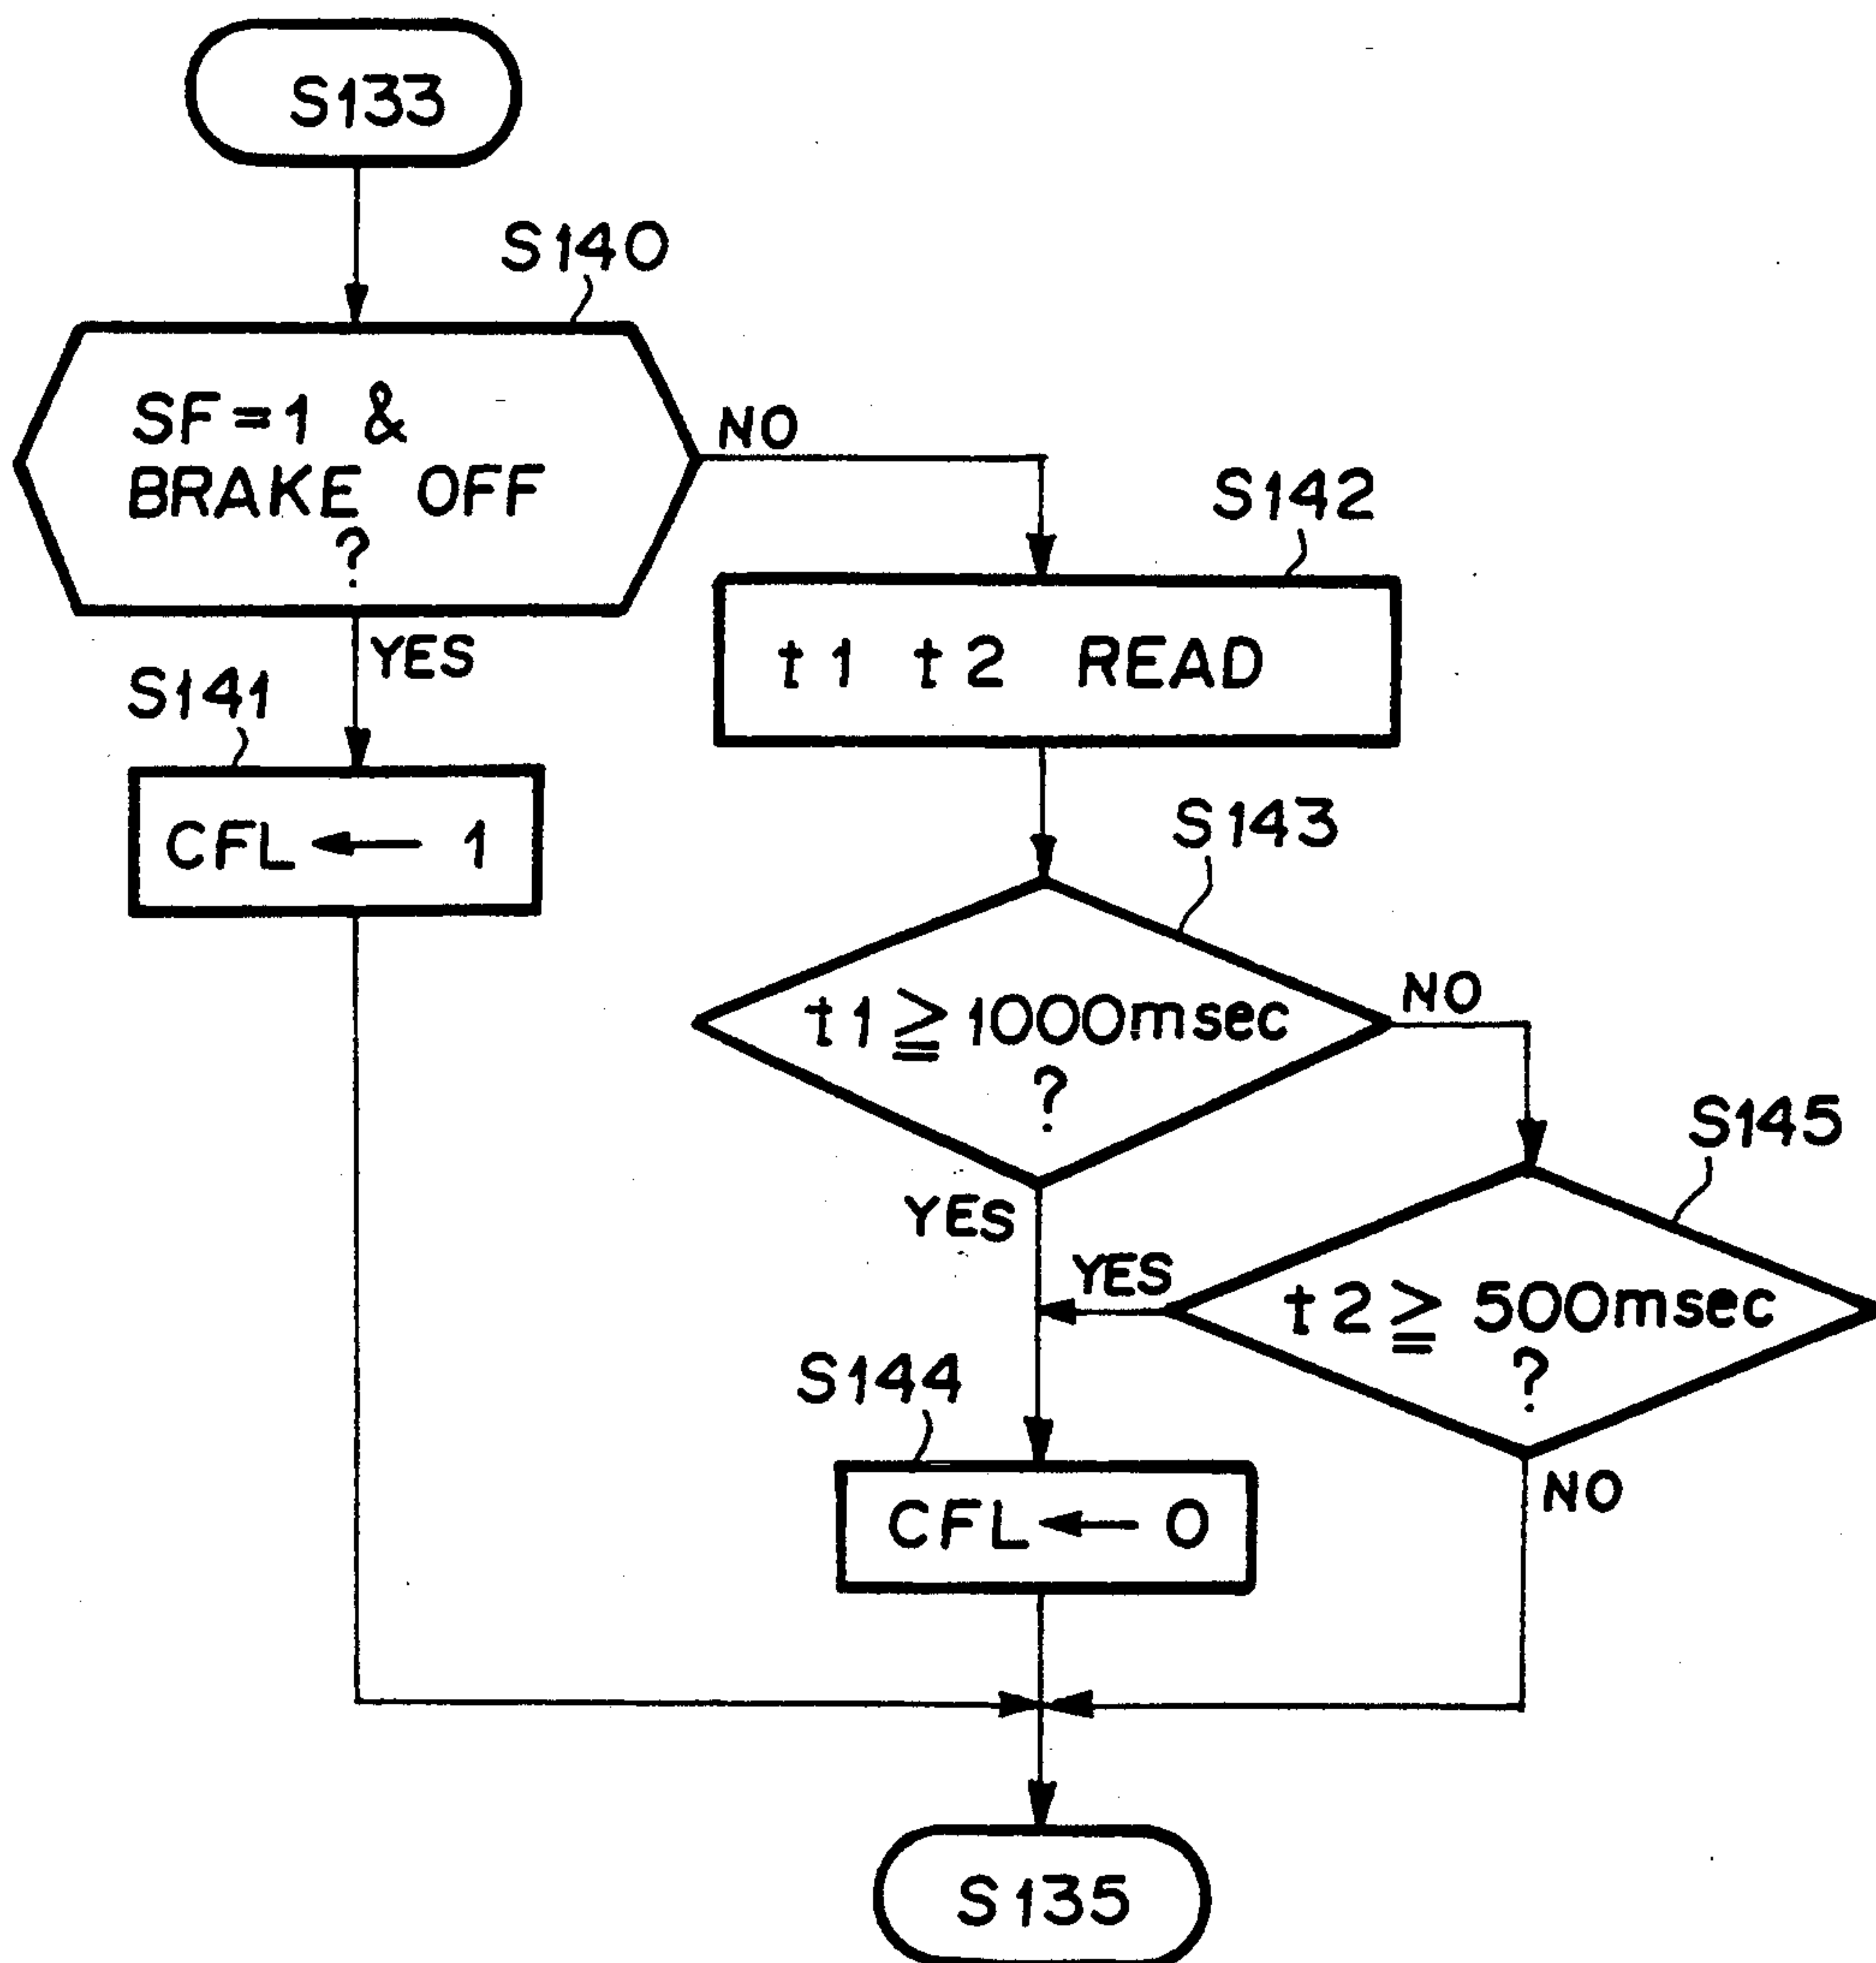 S133
S140
SF=1 &
BRAKE OFF
?
NO
YES
S142
t1 t2 READ
S141
CFL ← 1
S143
t1 ≧ 1000msec
?
NO
YES
S145
t2 ≧ 500msec
?
YES
NO
S144
CFL ← 0
S135